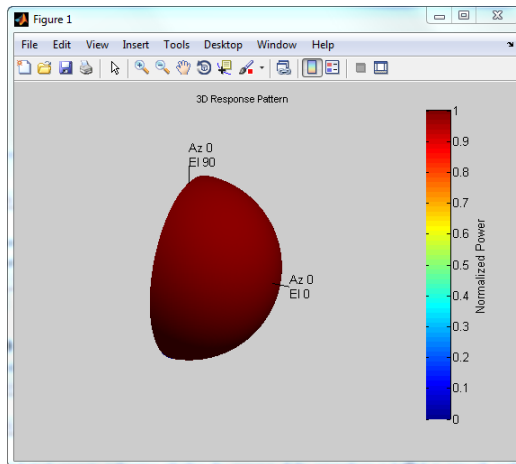 Figure 1
File Edit View Insert Tools Desktop Window Help
3D Response Pattern
Az 0
El 90
Az 0
El 0
1
0.9
0.8
0.7
0.6
0.5
0.4
0.3
0.2
0.1
0
Normalized Power